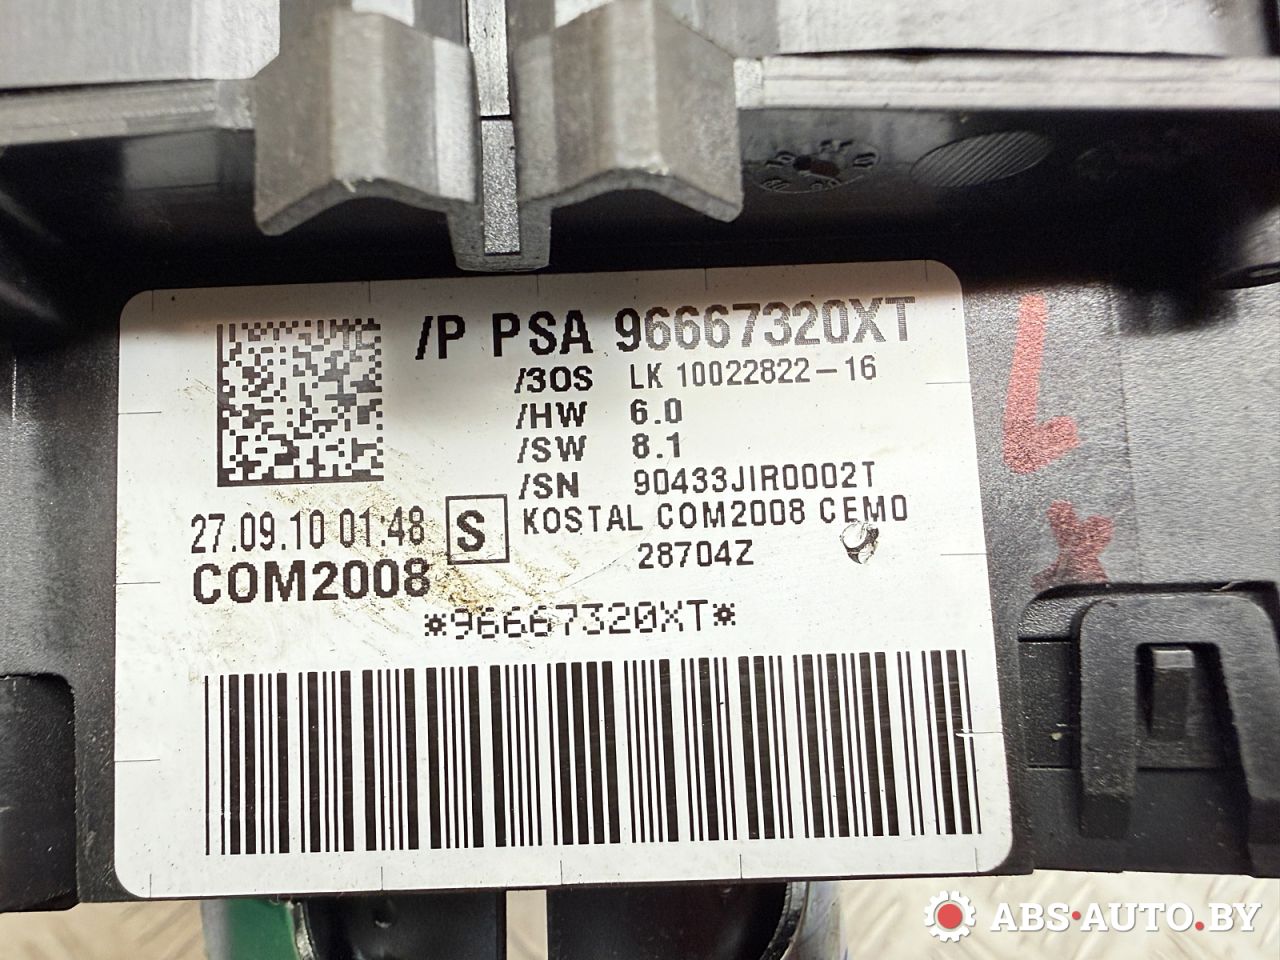 /P PSA 96667320XT
/3OS LK 10022822-16
/HW 6.0
/SW 8.1
/SN 90433JIR0002T
27.09.10 01:48 S KOSTAL COM2008 CEM0
28704Z
COM2008
*96667320XT*
ABS-AUTO.BY